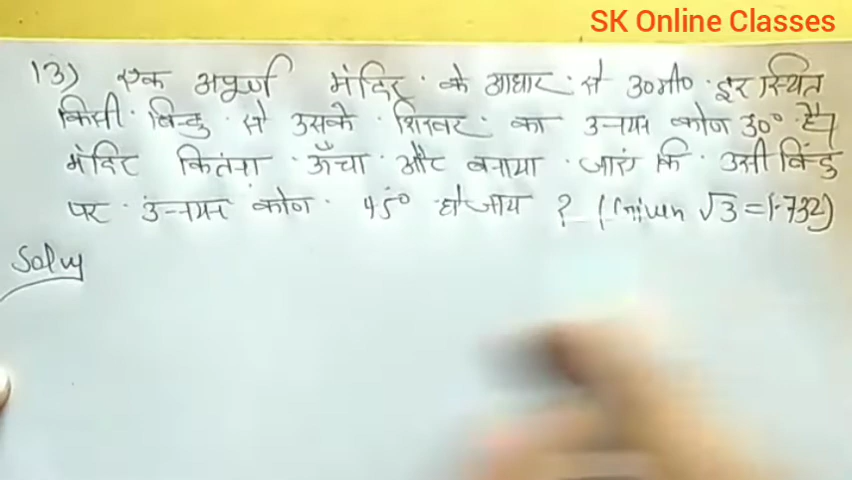 SK Online Classes
13) एक अपूर्ण मंदिर के आधार से 30मी० दूर स्थित
किसी बिन्दु से उसके शिखर का उन्नयन कोण 30° है।
मंदिर कितना ऊँचा और बनाया जाए कि उसी बिंदु
पर उन्नयन कोण 45° हो जाय ? (Given √3 = 1.732)
Solⁿ